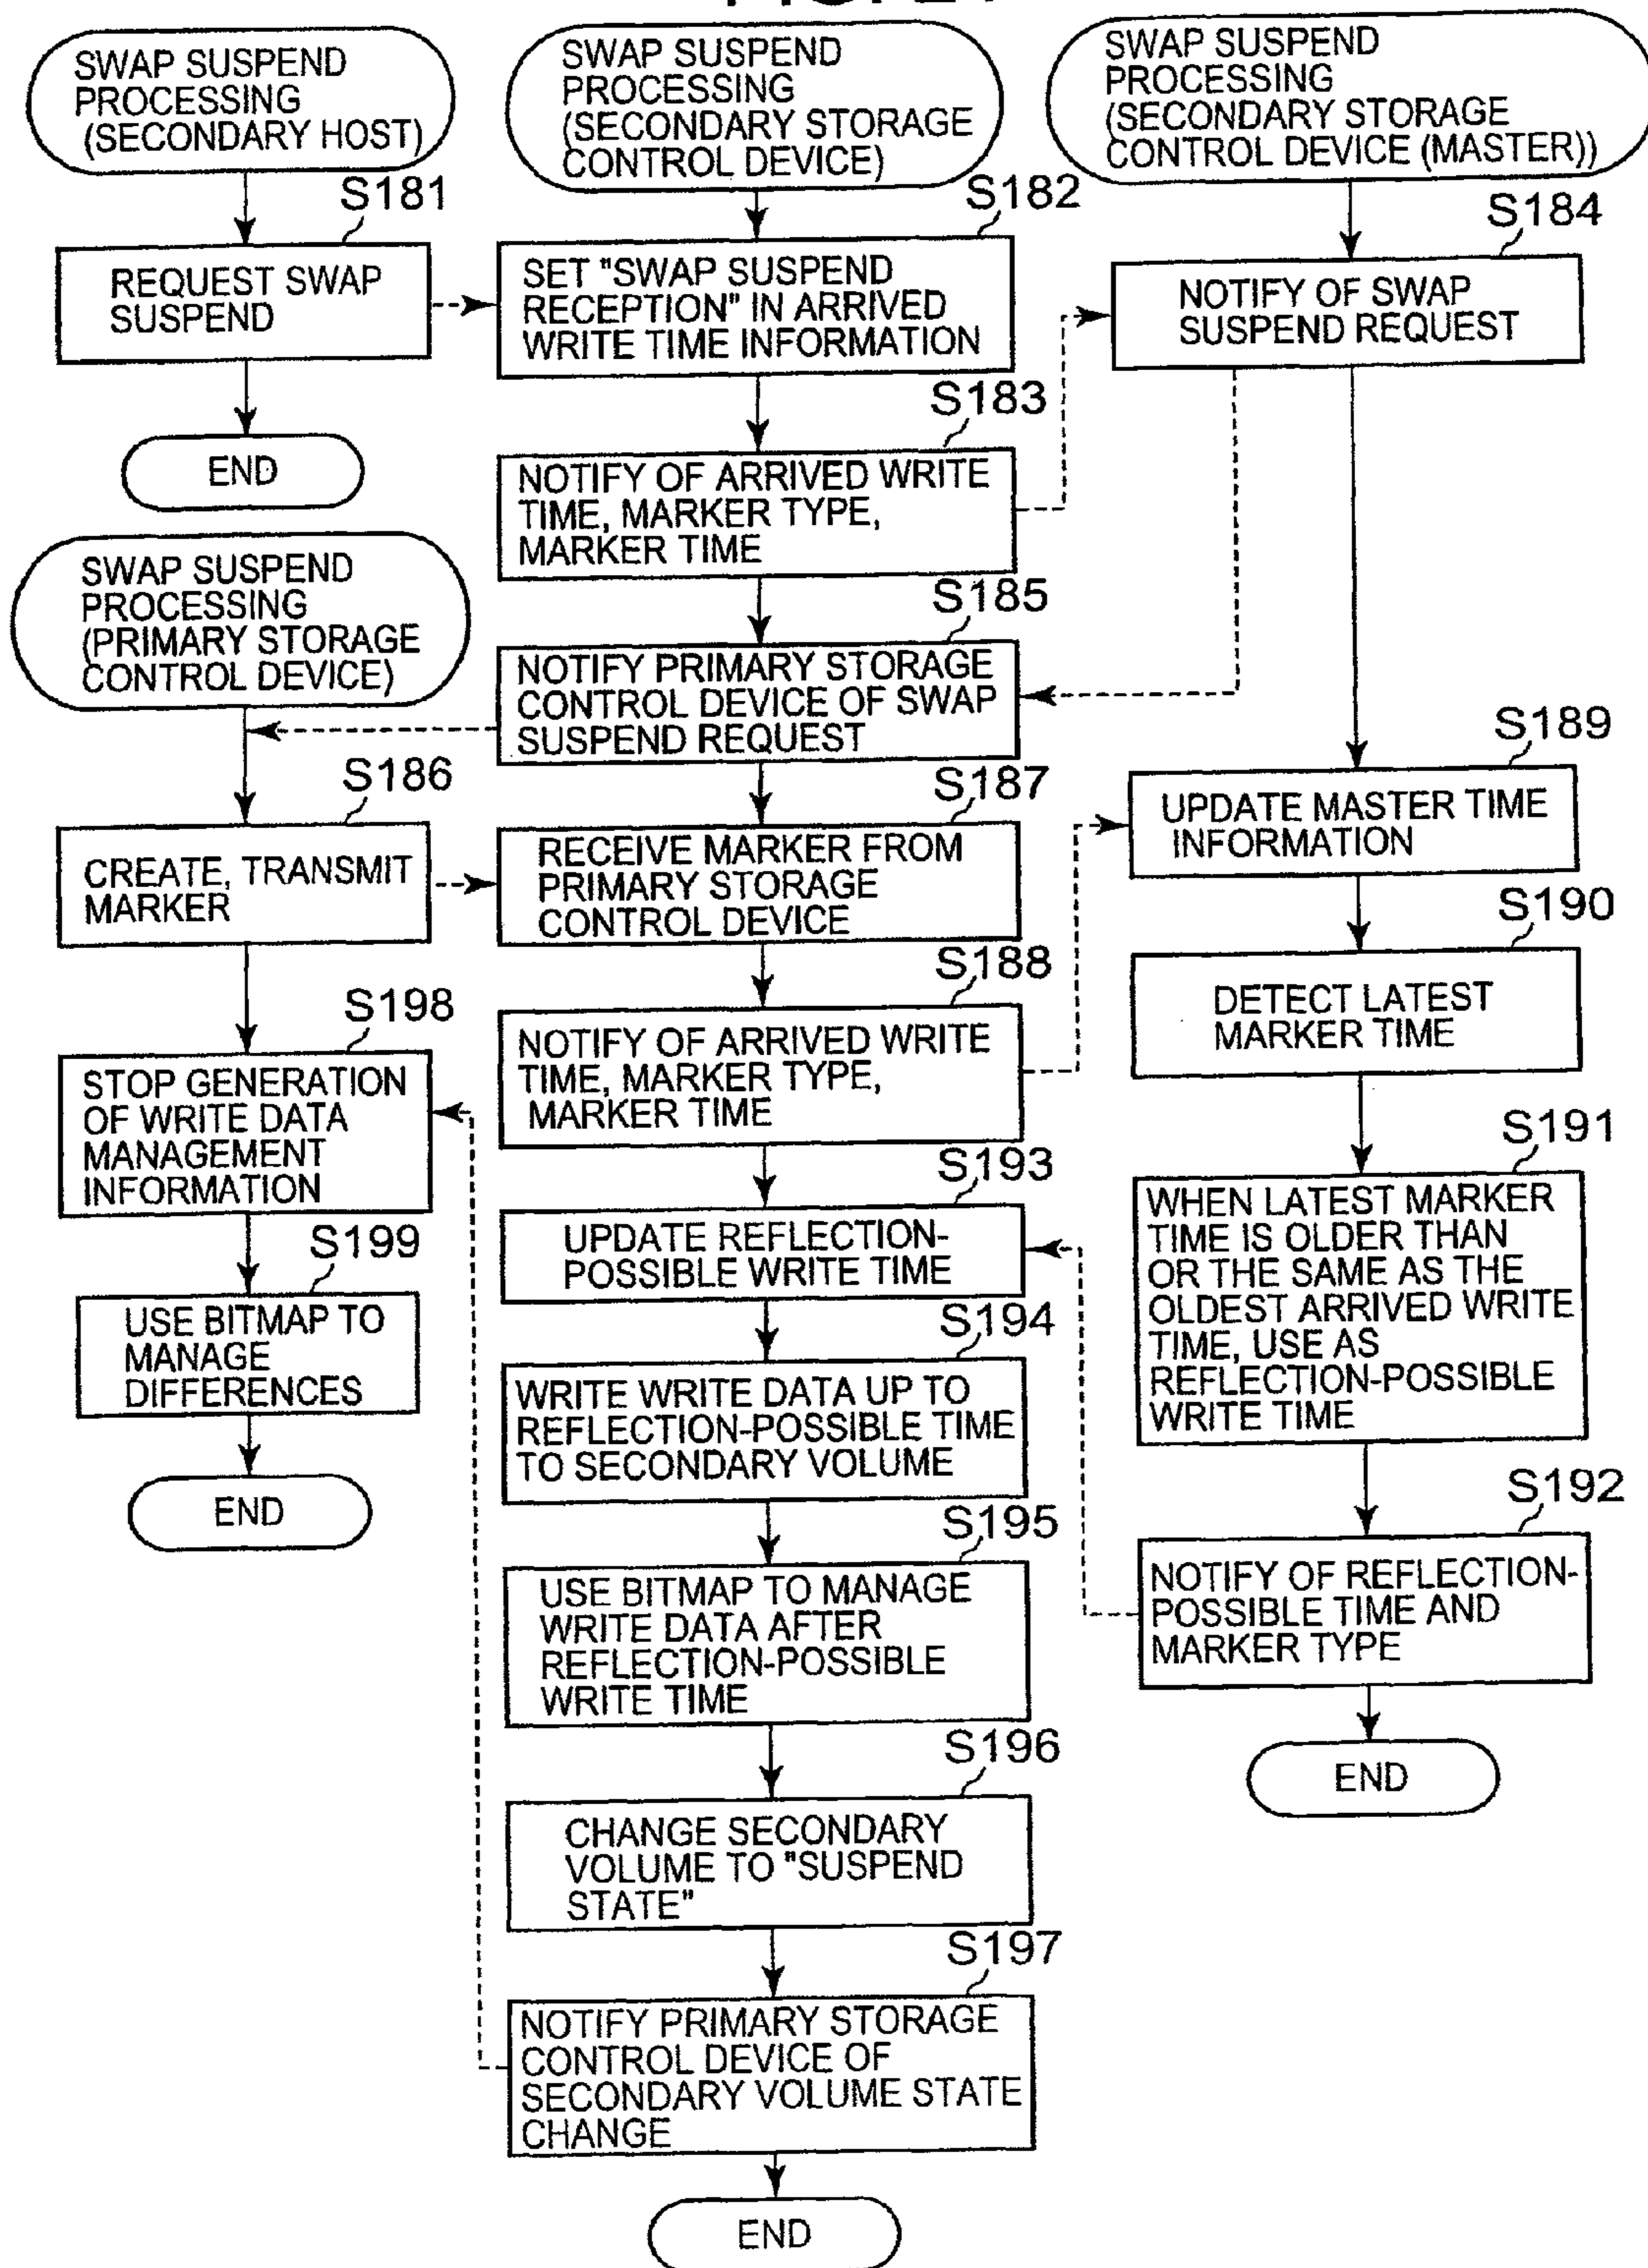 SWAP SUSPEND
PROCESSING
(SECONDARY HOST)
S181
REQUEST SWAP
SUSPEND
END
SWAP SUSPEND
PROCESSING
(PRIMARY STORAGE
CONTROL DEVICE)
S186
CREATE, TRANSMIT
MARKER
S198
STOP GENERATION
OF WRITE DATA
MANAGEMENT
INFORMATION
S199
USE BITMAP TO
MANAGE
DIFFERENCES
END
SWAP SUSPEND
PROCESSING
(SECONDARY STORAGE
CONTROL DEVICE)
S182
SET "SWAP SUSPEND
RECEPTION" IN ARRIVED
WRITE TIME INFORMATION
S183
NOTIFY OF ARRIVED WRITE
TIME, MARKER TYPE,
MARKER TIME
S185
NOTIFY PRIMARY STORAGE
CONTROL DEVICE OF SWAP
SUSPEND REQUEST
S187
RECEIVE MARKER FROM
PRIMARY STORAGE
CONTROL DEVICE
S188
NOTIFY OF ARRIVED WRITE
TIME, MARKER TYPE,
MARKER TIME
S193
UPDATE REFLECTION-
POSSIBLE WRITE TIME
S194
WRITE WRITE DATA UP TO
REFLECTION-POSSIBLE TIME
TO SECONDARY VOLUME
S195
USE BITMAP TO MANAGE
WRITE DATA AFTER
REFLECTION-POSSIBLE
WRITE TIME
S196
CHANGE SECONDARY
VOLUME TO "SUSPEND
STATE"
S197
NOTIFY PRIMARY STORAGE
CONTROL DEVICE OF
SECONDARY VOLUME STATE
CHANGE
END
SWAP SUSPEND
PROCESSING
(SECONDARY STORAGE
CONTROL DEVICE (MASTER))
S184
NOTIFY OF SWAP
SUSPEND REQUEST
S189
UPDATE MASTER TIME
INFORMATION
S190
DETECT LATEST
MARKER TIME
S191
WHEN LATEST MARKER
TIME IS OLDER THAN
OR THE SAME AS THE
OLDEST ARRIVED WRITE
TIME, USE AS
REFLECTION-POSSIBLE
WRITE TIME
S192
NOTIFY OF REFLECTION-
POSSIBLE TIME AND
MARKER TYPE
END